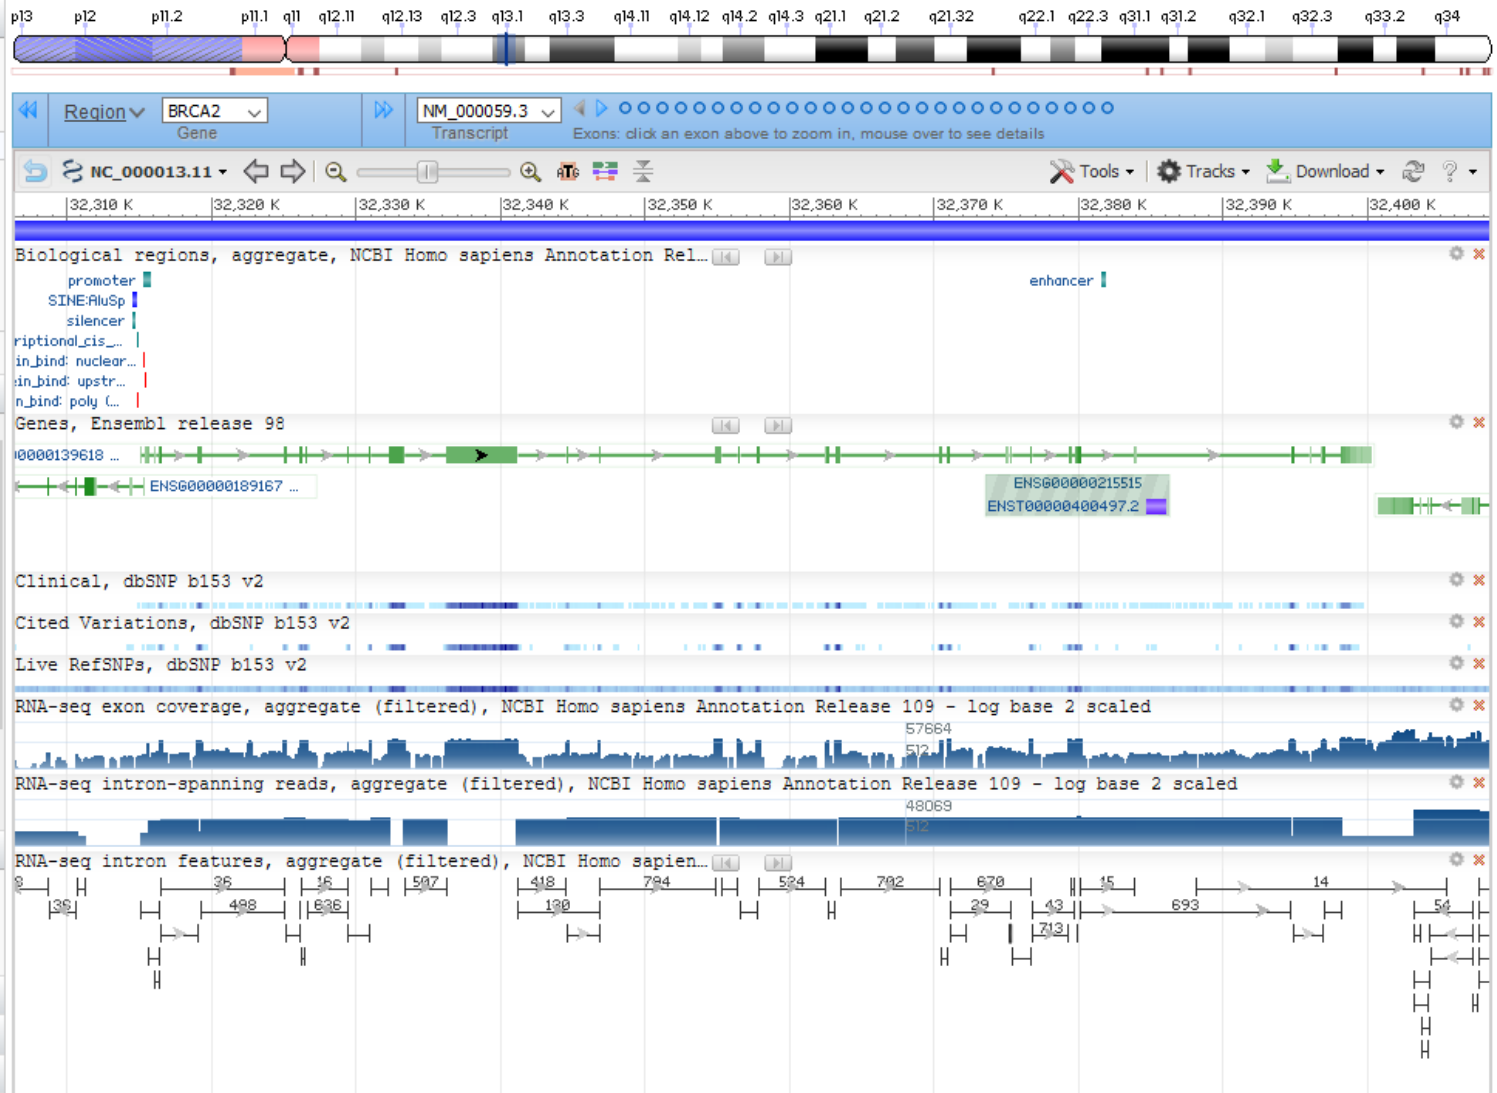 p13 p12 p11.2 p11.1 q11 q12.11 q12.13 q12.3 q13.1 q13.3 q14.11 q14.12 q14.2 q14.3 q21.1 q21.2 q21.32 q22.1 q22.3 q31.1 q31.2 q32.1 q32.3 q33.2 q34
Region BRCA2 NM_000059.3
Gene Transcript Exons: click an exon above to zoom in, mouse over to see details
NC_000013.11 ATG Tools Tracks Download ?
32,310 K 32,320 K 32,330 K 32,340 K 32,350 K 32,360 K 32,370 K 32,380 K 32,390 K 32,400 K
Biological regions, aggregate, NCBI Homo sapiens Annotation Rel…
promoter enhancer
SINE:AluSp
silencer
riptional_cis_…
in_bind: nuclear…
in_bind: upstr…
n_bind: poly (…
Genes, Ensembl release 98
0000139618 …
ENSG00000189167 … ENSG00000215515
ENST00000400497.2
Clinical, dbSNP b153 v2
Cited Variations, dbSNP b153 v2
Live RefSNPs, dbSNP b153 v2
RNA-seq exon coverage, aggregate (filtered), NCBI Homo sapiens Annotation Release 109 - log base 2 scaled
57664
512
RNA-seq intron-spanning reads, aggregate (filtered), NCBI Homo sapiens Annotation Release 109 - log base 2 scaled
48069
512
RNA-seq intron features, aggregate (filtered), NCBI Homo sapien…
36 16 507 418 794 524 702 670 15 14
36 498 636 130 29 43 693 54
713